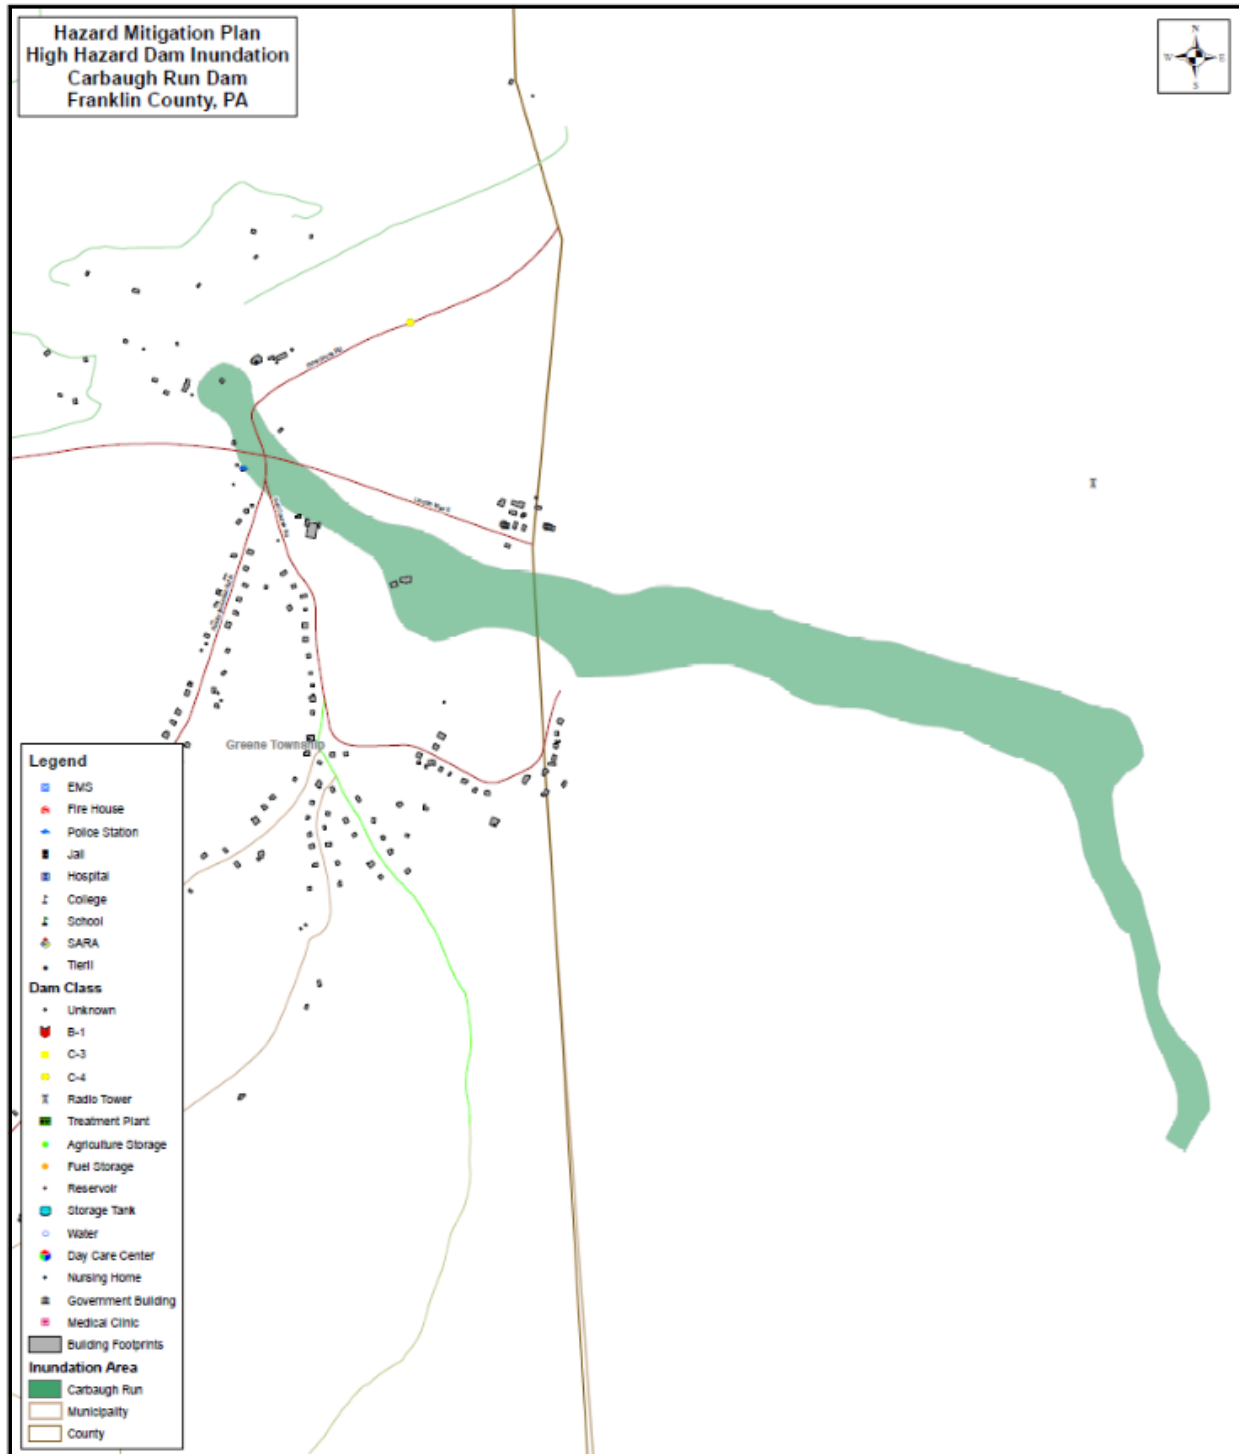 Hazard Mitigation Plan
High Hazard Dam Inundation
Carbaugh Run Dam
Franklin County, PA
N
W
E
S
Greene Township
Legend
EMS
Fire House
Police Station
Jail
Hospital
College
School
SARA
TierII
Dam Class
Unknown
B-1
C-3
C-4
Radio Tower
Treatment Plant
Agriculture Storage
Fuel Storage
Reservoir
Storage Tank
Water
Day Care Center
Nursing Home
Government Building
Medical Clinic
Building Footprints
Inundation Area
Carbaugh Run
Municipality
County